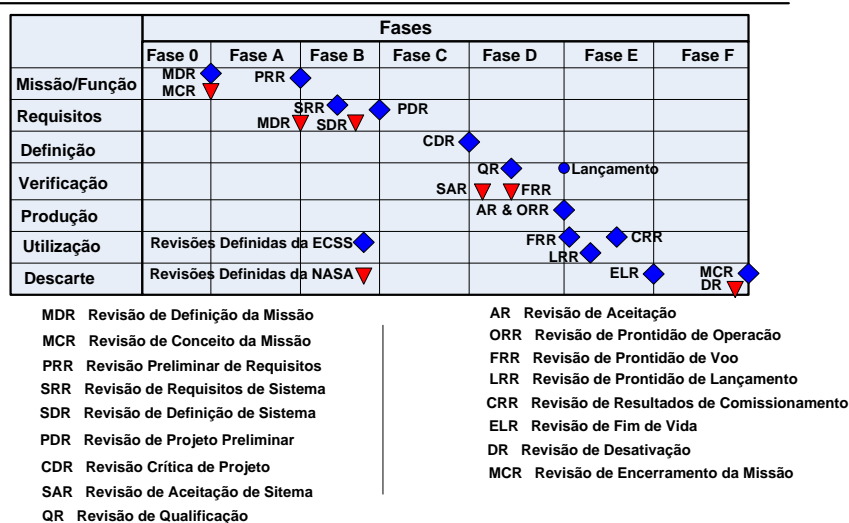 Fases
Fase 0 Fase A Fase B Fase C Fase D Fase E Fase F
Missão/Função MDR PRR
MCR
Requisitos SRR PDR
MDR SDR
Definição CDR
Verificação QR Lançamento
SAR FRR
Produção AR & ORR
Utilização Revisões Definidas da ECSS FRR CRR
LRR
Descarte Revisões Definidas da NASA ELR MCR
DR
MDR Revisão de Definição da Missão
MCR Revisão de Conceito da Missão
PRR Revisão Preliminar de Requisitos
SRR Revisão de Requisitos de Sistema
SDR Revisão de Definição de Sistema
PDR Revisão de Projeto Preliminar
CDR Revisão Crítica de Projeto
SAR Revisão de Aceitação de Sitema
QR Revisão de Qualificação
AR Revisão de Aceitação
ORR Revisão de Prontidão de Operacão
FRR Revisão de Prontidão de Voo
LRR Revisão de Prontidão de Lançamento
CRR Revisão de Resultados de Comissionamento
ELR Revisão de Fim de Vida
DR Revisão de Desativação
MCR Revisão de Encerramento da Missão